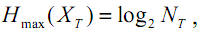 H_max(X_T) = log_2 N_T ,